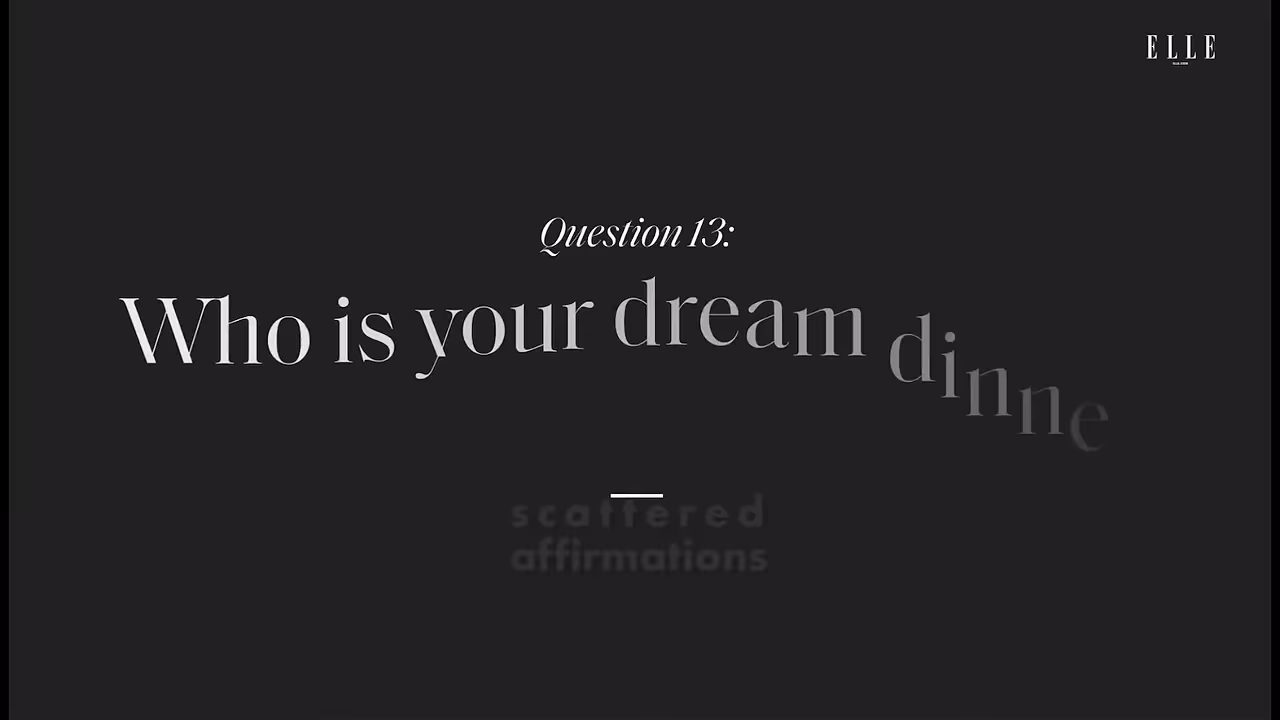 ELLE
Question 13:
Who is your dream dinne
scattered
affirmations